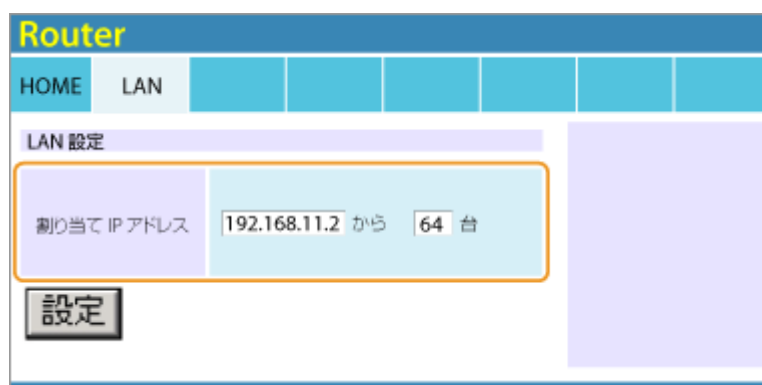 Router
HOME LAN
LAN 設定
割り当て IP アドレス 192.168.11.2 から 64 台
設定